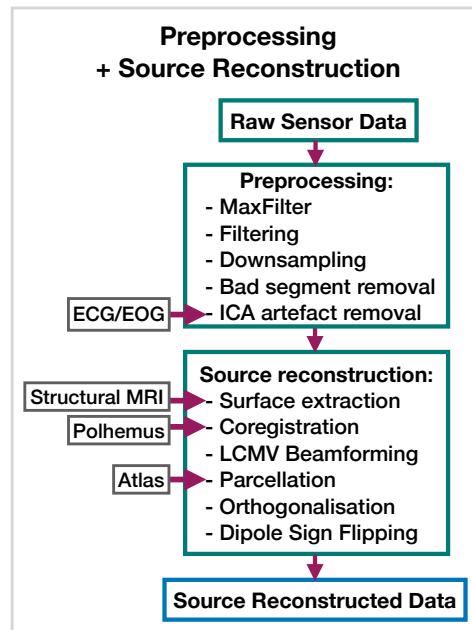 Preprocessing
+ Source Reconstruction
Raw Sensor Data
Preprocessing:
- MaxFilter
- Filtering
- Downsampling
- Bad segment removal
ECG/EOG
- ICA artefact removal
Source reconstruction:
Structural MRI
- Surface extraction
Polhemus
- Coregistration
- LCMV Beamforming
Atlas
- Parcellation
- Orthogonalisation
- Dipole Sign Flipping
Source Reconstructed Data